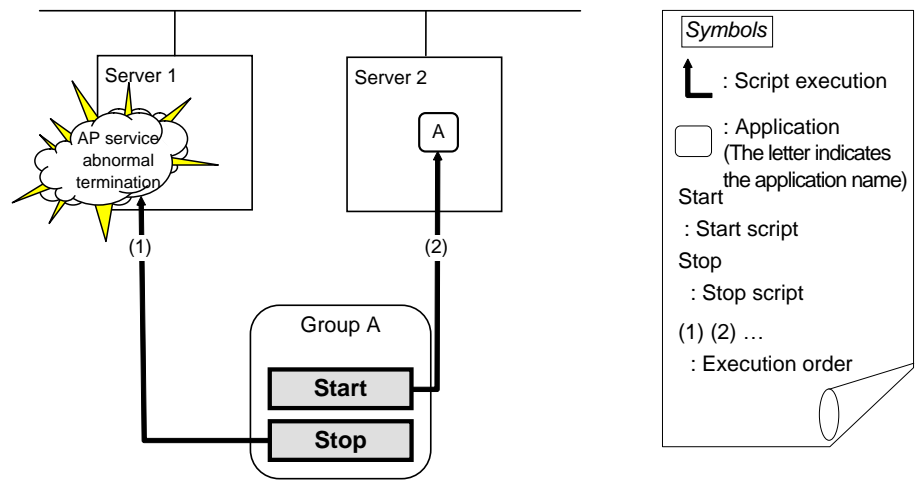 Server 1
AP service
abnormal
termination
Server 2
A
(1)
(2)
Group A
Start
Stop
Symbols
: Script execution
: Application
(The letter indicates
the application name)
Start
: Start script
Stop
: Stop script
(1) (2) …
: Execution order